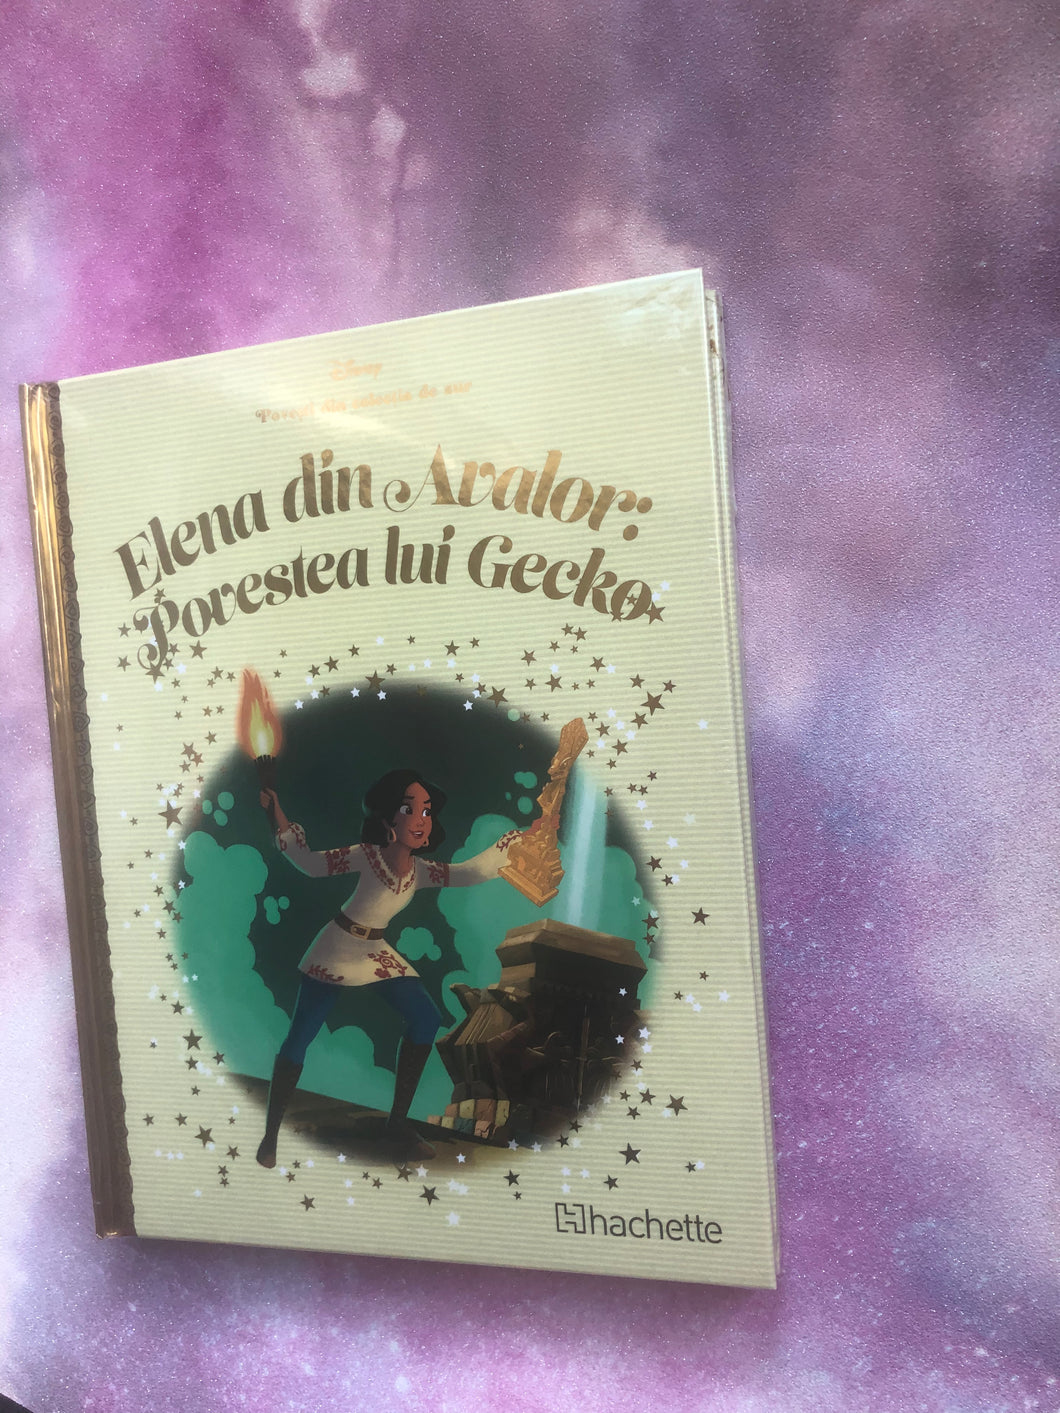 Disney
Povești din colecția de aur
Elena din Avalor:
Povestea lui Gecko
hachette